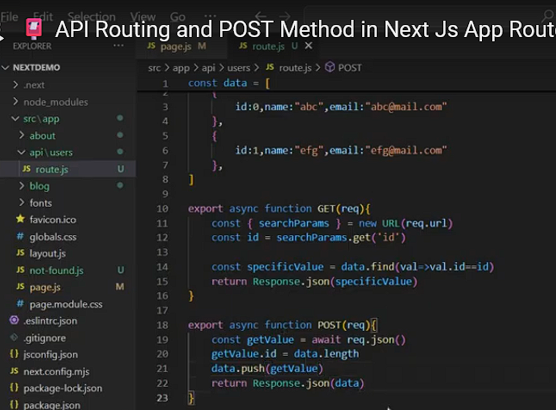 File Edit Selection View Go
API Routing and POST Method in Next Js App Route
EXPLORER
page.js M
route.js U
NEXTDEMO
src > app > api > users > JS route.js > POST
.next
node_modules
src\app
about
api\users
JS route.js U
blog
fonts
favicon.ico
globals.css
JS layout.js
JS not-found.js U
JS page.js M
page.module.css
.eslintrc.json
.gitignore
jsconfig.json
next.config.mjs
package-lock.json
package.json
1 const data = [
2 {
3 id:0,name:"abc",email:"abc@mail.com"
4 },
5 {
6 id:1,name:"efg",email:"efg@mail.com"
7 },
8 ]
9
10 export async function GET(req){
11 const { searchParams } = new URL(req.url)
12 const id = searchParams.get('id')
13
14 const specificValue = data.find(val=>val.id==id)
15 return Response.json(specificValue)
16 }
17
18 export async function POST(req){
19 const getValue = await req.json()
20 getValue.id = data.length
21 data.push(getValue)
22 return Response.json(data)
23 }